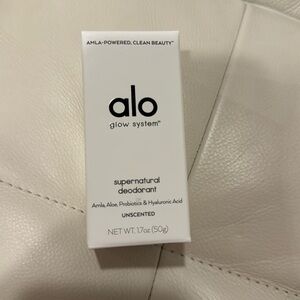 AMLA-POWERED, CLEAN BEAUTY™
alo
glow system™
supernatural
deodorant
Amla, Aloe, Probiotics & Hyaluronic Acid
UNSCENTED
NET WT. 1.7oz (50g)